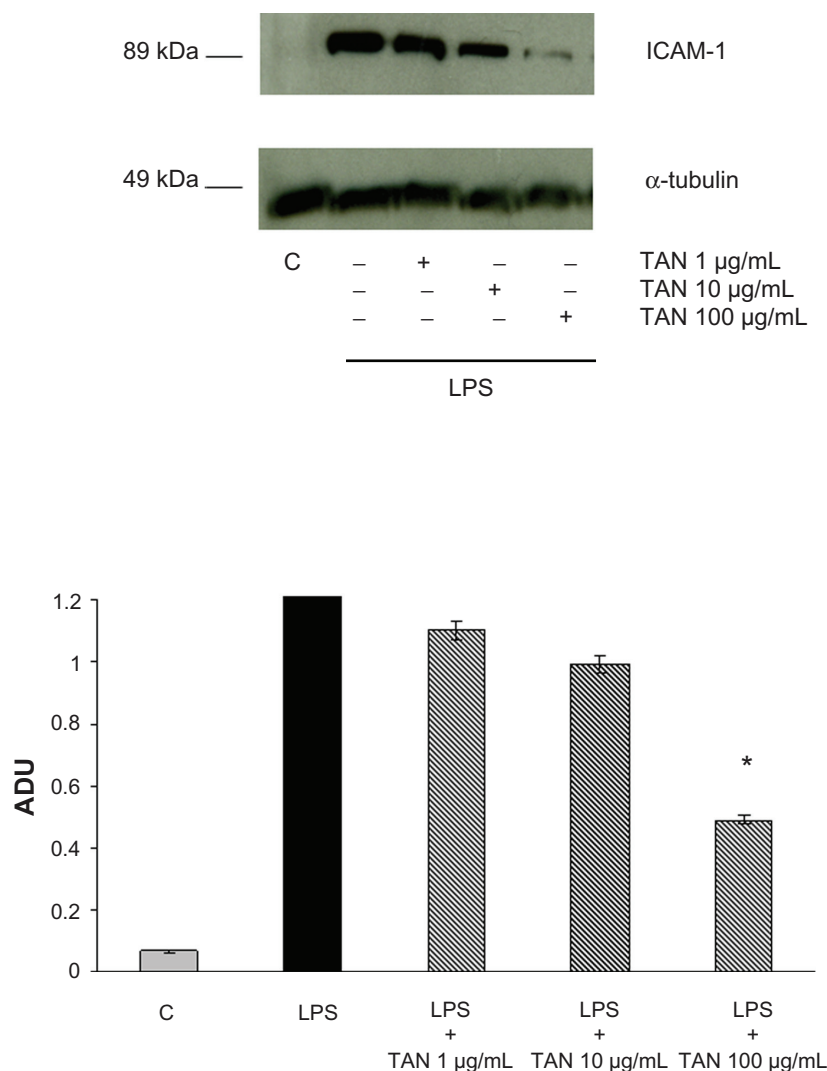 89 kDa ICAM-1
49 kDa α-tubulin
C – + – – TAN 1 µg/mL
– – + – TAN 10 µg/mL
– – – + TAN 100 µg/mL
LPS
1.2
1
0.8
0.6
0.4
0.2
0
ADU
*
C LPS LPS LPS LPS
+ + +
TAN 1 µg/mL TAN 10 µg/mL TAN 100 µg/mL